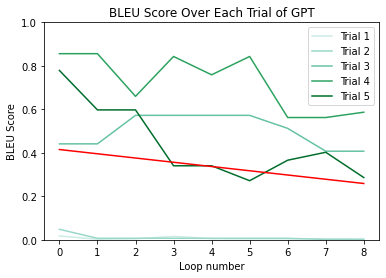 BLEU Score Over Each Trial of GPT
1.0
0.8
0.6
0.4
0.2
0.0
BLEU Score
Trial 1
Trial 2
Trial 3
Trial 4
Trial 5
0 1 2 3 4 5 6 7 8
Loop number